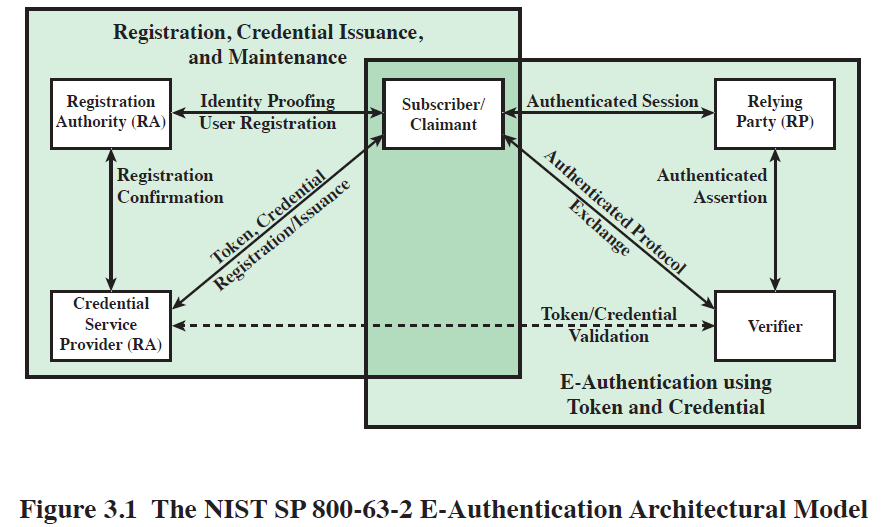 Registration, Credential Issuance,
and Maintenance
Registration
Authority (RA)
Identity Proofing
User Registration
Subscriber/
Claimant
Authenticated Session
Relying
Party (RP)
Registration
Confirmation
Token, Credential
Registration/Issuance
Authenticated Protocol
Exchange
Authenticated
Assertion
Credential
Service
Provider (RA)
Token/Credential
Validation
Verifier
E-Authentication using
Token and Credential
Figure 3.1 The NIST SP 800-63-2 E-Authentication Architectural Model